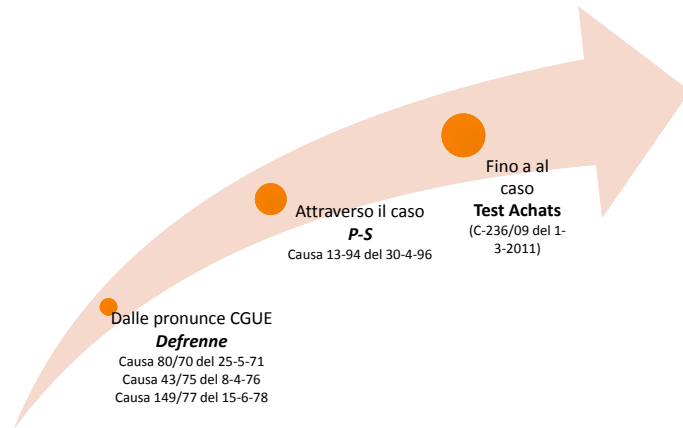 Dalle pronunce CGUE
Defrenne
Causa 80/70 del 25-5-71
Causa 43/75 del 8-4-76
Causa 149/77 del 15-6-78
Attraverso il caso
P-S
Causa 13-94 del 30-4-96
Fino a al
caso
Test Achats
(C-236/09 del 1-
3-2011)